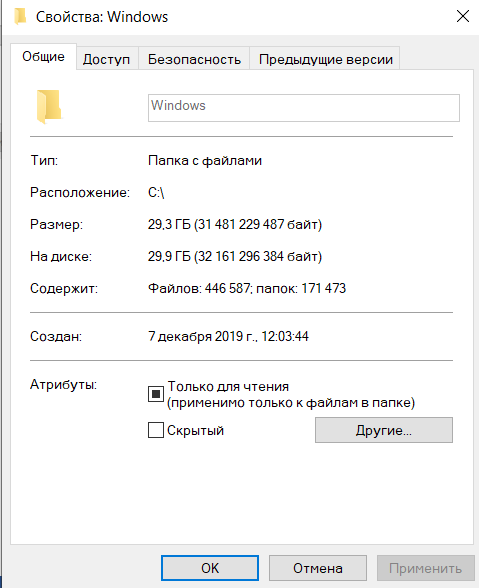 Свойства: Windows
Общие Доступ Безопасность Предыдущие версии
Windows
Тип: Папка с файлами
Расположение: C:\
Размер: 29,3 ГБ (31 481 229 487 байт)
На диске: 29,9 ГБ (32 161 296 384 байт)
Содержит: Файлов: 446 587; папок: 171 473
Создан: 7 декабря 2019 г., 12:03:44
Атрибуты: Только для чтения
(применимо только к файлам в папке)
Скрытый Другие...
OK Отмена Применить